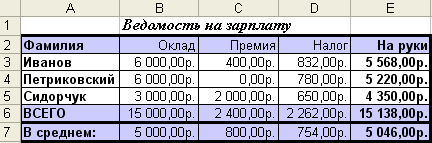 A B C D E
1 Ведомость на зарплату
2 Фамилия Оклад Премия Налог На руки
3 Иванов 6 000,00р. 400,00р. 832,00р. 5 568,00р.
4 Петриковский 6 000,00р. 0,00р. 780,00р. 5 220,00р.
5 Сидорчук 3 000,00р. 2 000,00р. 650,00р. 4 350,00р.
6 ВСЕГО 15 000,00р. 2 400,00р. 2 262,00р. 15 138,00р.
7 В среднем: 5 000,00р. 800,00р. 754,00р. 5 046,00р.